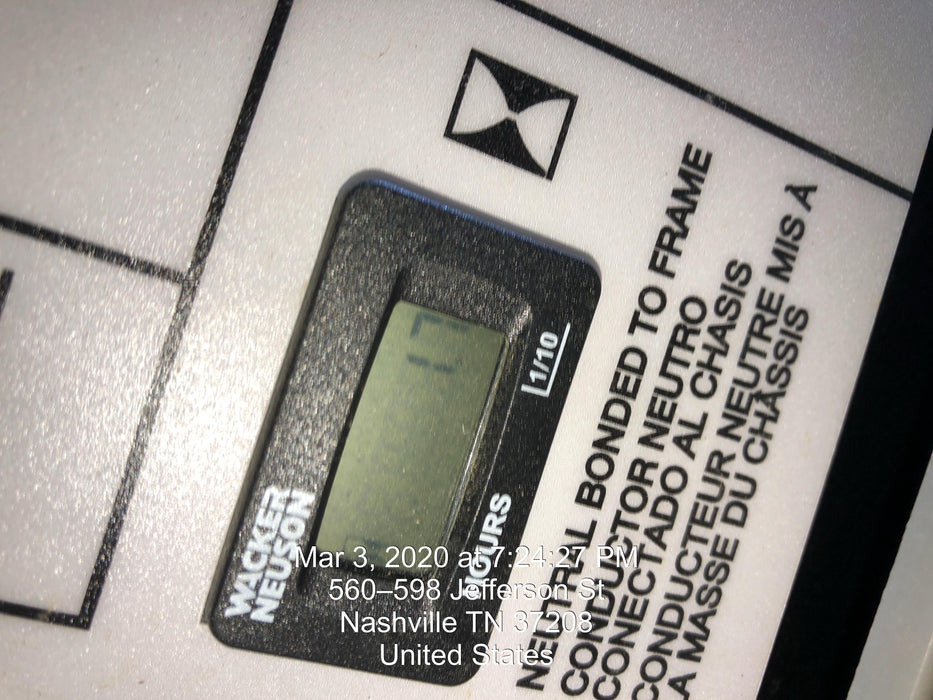 WACKER
NEUSON
1/10
HOURS
NEUTRAL BONDED TO FRAME
CONDUCTOR NEUTRO
CONECTADO AL CHASIS
CONDUCTEUR NEUTRE MIS À
LA MASSE DU CHÂSSIS
Mar 3, 2020 at 7:24:27 PM
560–598 Jefferson St
Nashville TN 37208
United States